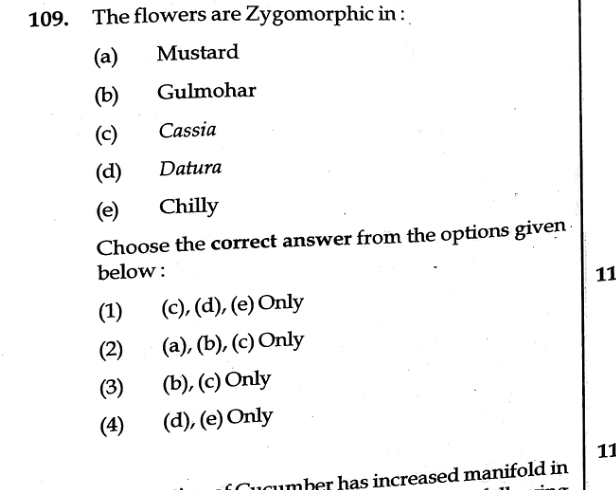 109. The flowers are Zygomorphic in :
(a) Mustard
(b) Gulmohar
(c) Cassia
(d) Datura
(e) Chilly
Choose the correct answer from the options given
below :
(1) (c), (d), (e) Only
(2) (a), (b), (c) Only
(3) (b), (c) Only
(4) (d), (e) Only
11
11
of Cucumber has increased manifold in